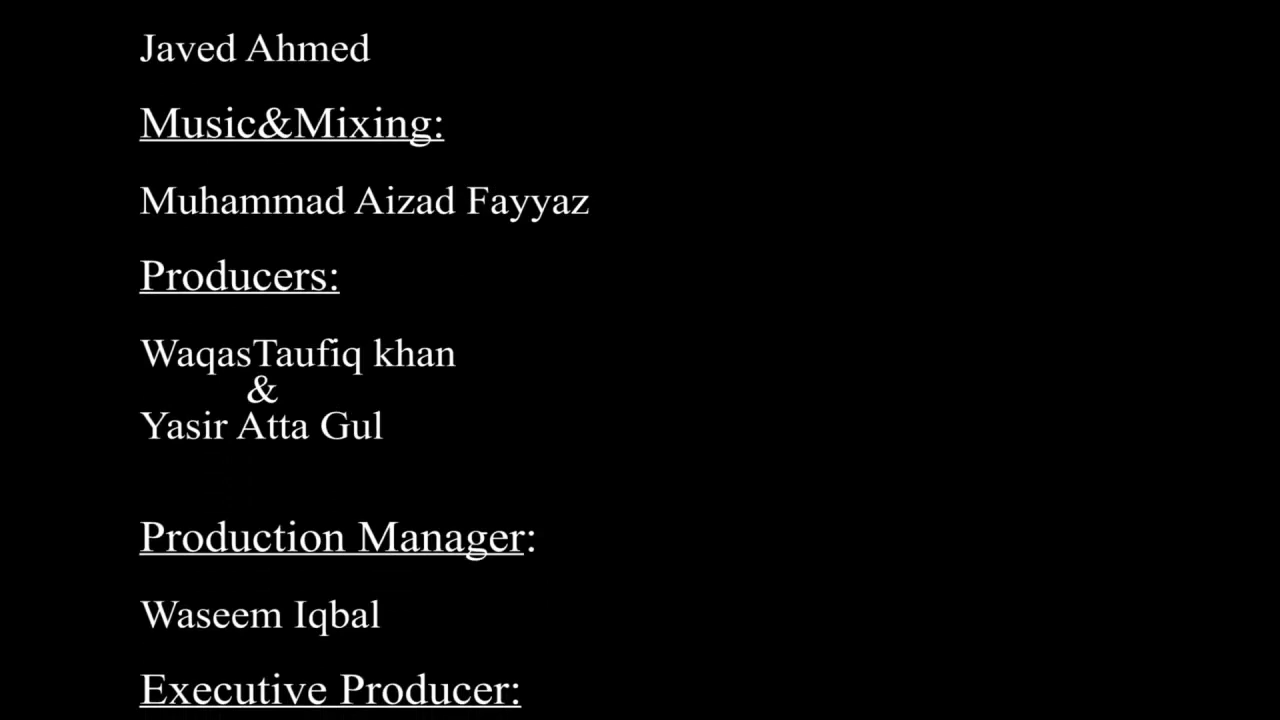 Javed Ahmed
Music&Mixing:
Muhammad Aizad Fayyaz
Producers:
WaqasTaufiq khan
&
Yasir Atta Gul
Production Manager:
Waseem Iqbal
Executive Producer: